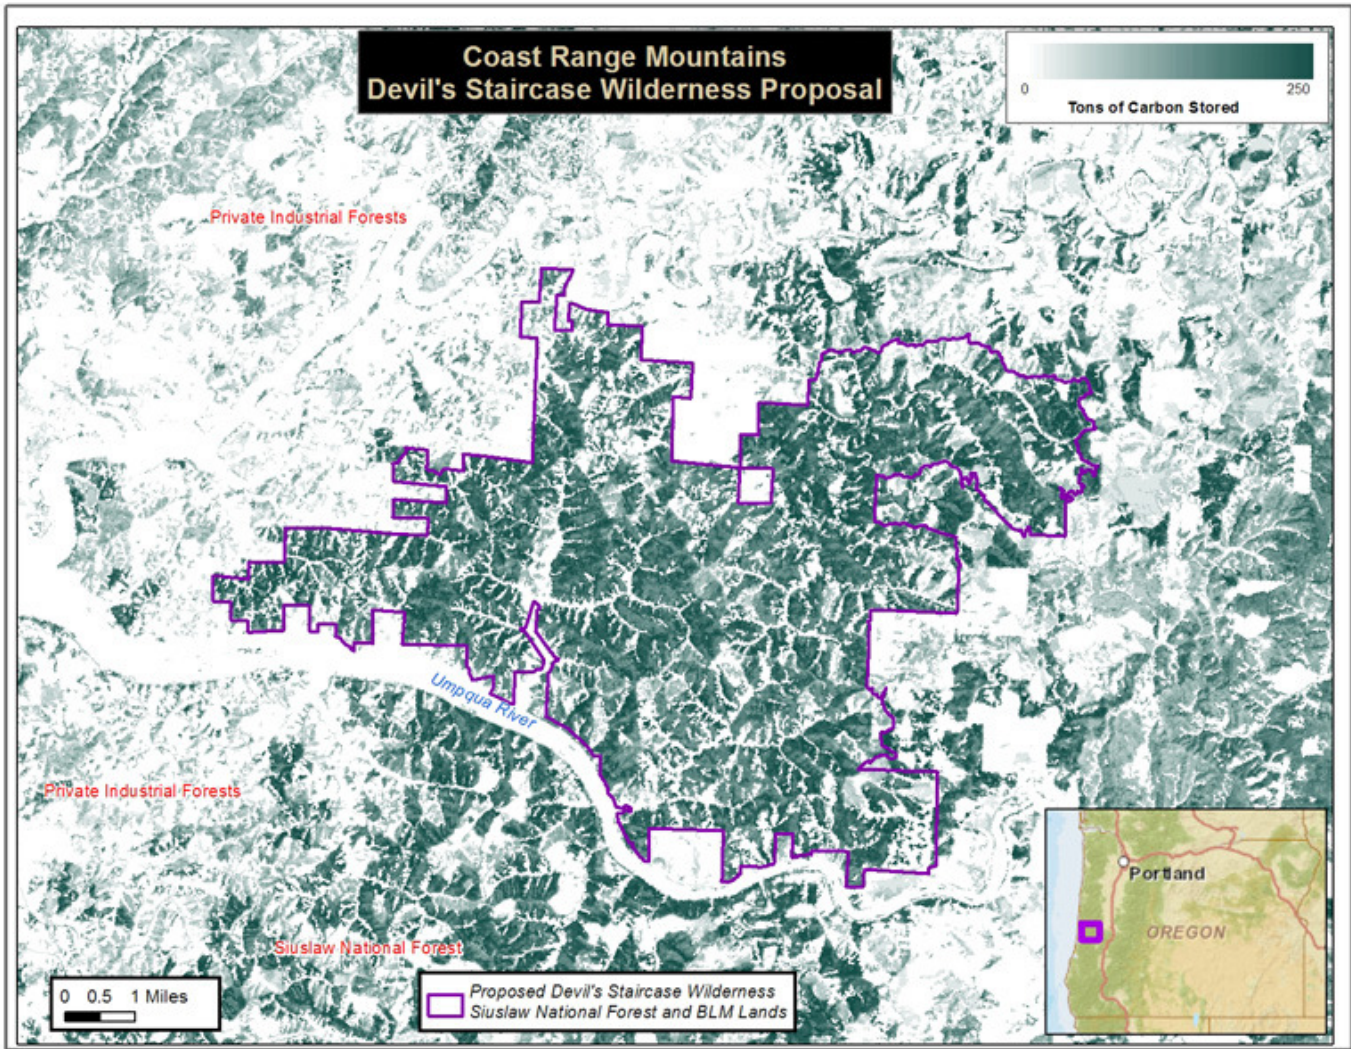 Coast Range Mountains
Devil's Staircase Wilderness Proposal
0 250
Tons of Carbon Stored
Private Industrial Forests
Umpqua River
Private Industrial Forests
Siuslaw National Forest
Portland
OREGON
0 0.5 1 Miles
Proposed Devil's Staircase Wilderness
Siuslaw National Forest and BLM Lands